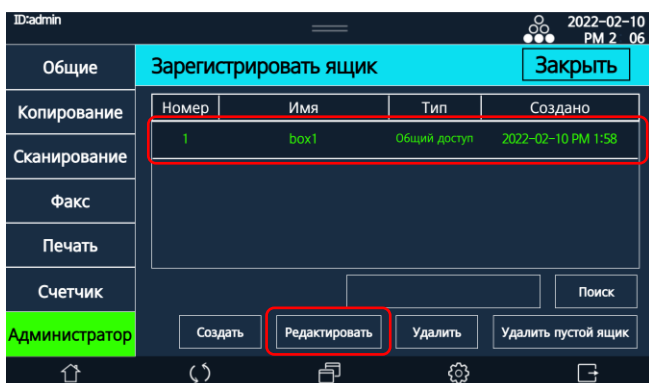 ID:admin
2022-02-10
PM 2 06
Общие
Зарегистрировать ящик
Закрыть
Копирование
Номер Имя Тип Создано
1 box1 Общий доступ 2022-02-10 PM 1:58
Сканирование
Факс
Печать
Счетчик
Поиск
Администратор
Создать Редактировать Удалить Удалить пустой ящик